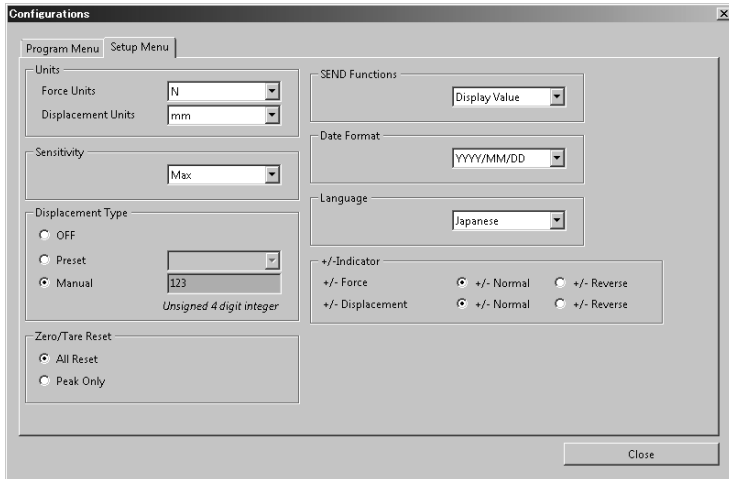 Configurations
Program Menu
Setup Menu
Units
Force Units
N
Displacement Units
mm
Sensitivity
Max
Displacement Type
OFF
Preset
Manual
123
Unsigned 4 digit integer
Zero/Tare Reset
All Reset
Peak Only
SEND Functions
Display Value
Date Format
YYYY/MM/DD
Language
Japanese
+/-Indicator
+/- Force
+/- Normal
+/- Reverse
+/- Displacement
+/- Normal
+/- Reverse
Close